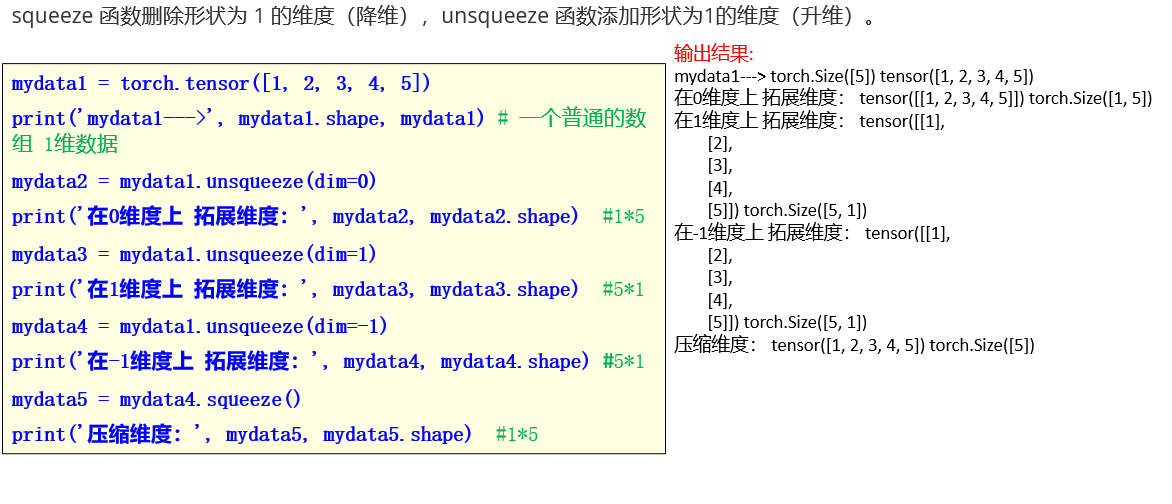 squeeze 函数删除形状为 1 的维度（降维），unsqueeze 函数添加形状为1的维度（升维）。
mydata1 = torch.tensor([1, 2, 3, 4, 5])
print('mydata1--->', mydata1.shape, mydata1) # 一个普通的数
组 1维数据
mydata2 = mydata1.unsqueeze(dim=0)
print('在0维度上 拓展维度：', mydata2, mydata2.shape)  #1*5
mydata3 = mydata1.unsqueeze(dim=1)
print('在1维度上 拓展维度：', mydata3, mydata3.shape)  #5*1
mydata4 = mydata1.unsqueeze(dim=-1)
print('在-1维度上 拓展维度：', mydata4, mydata4.shape) #5*1
mydata5 = mydata4.squeeze()
print('压缩维度：', mydata5, mydata5.shape)  #1*5
输出结果:
mydata1---> torch.Size([5]) tensor([1, 2, 3, 4, 5])
在0维度上 拓展维度： tensor([[1, 2, 3, 4, 5]]) torch.Size([1, 5])
在1维度上 拓展维度： tensor([[1],
[2],
[3],
[4],
[5]]) torch.Size([5, 1])
在-1维度上 拓展维度： tensor([[1],
[2],
[3],
[4],
[5]]) torch.Size([5, 1])
压缩维度： tensor([1, 2, 3, 4, 5]) torch.Size([5])